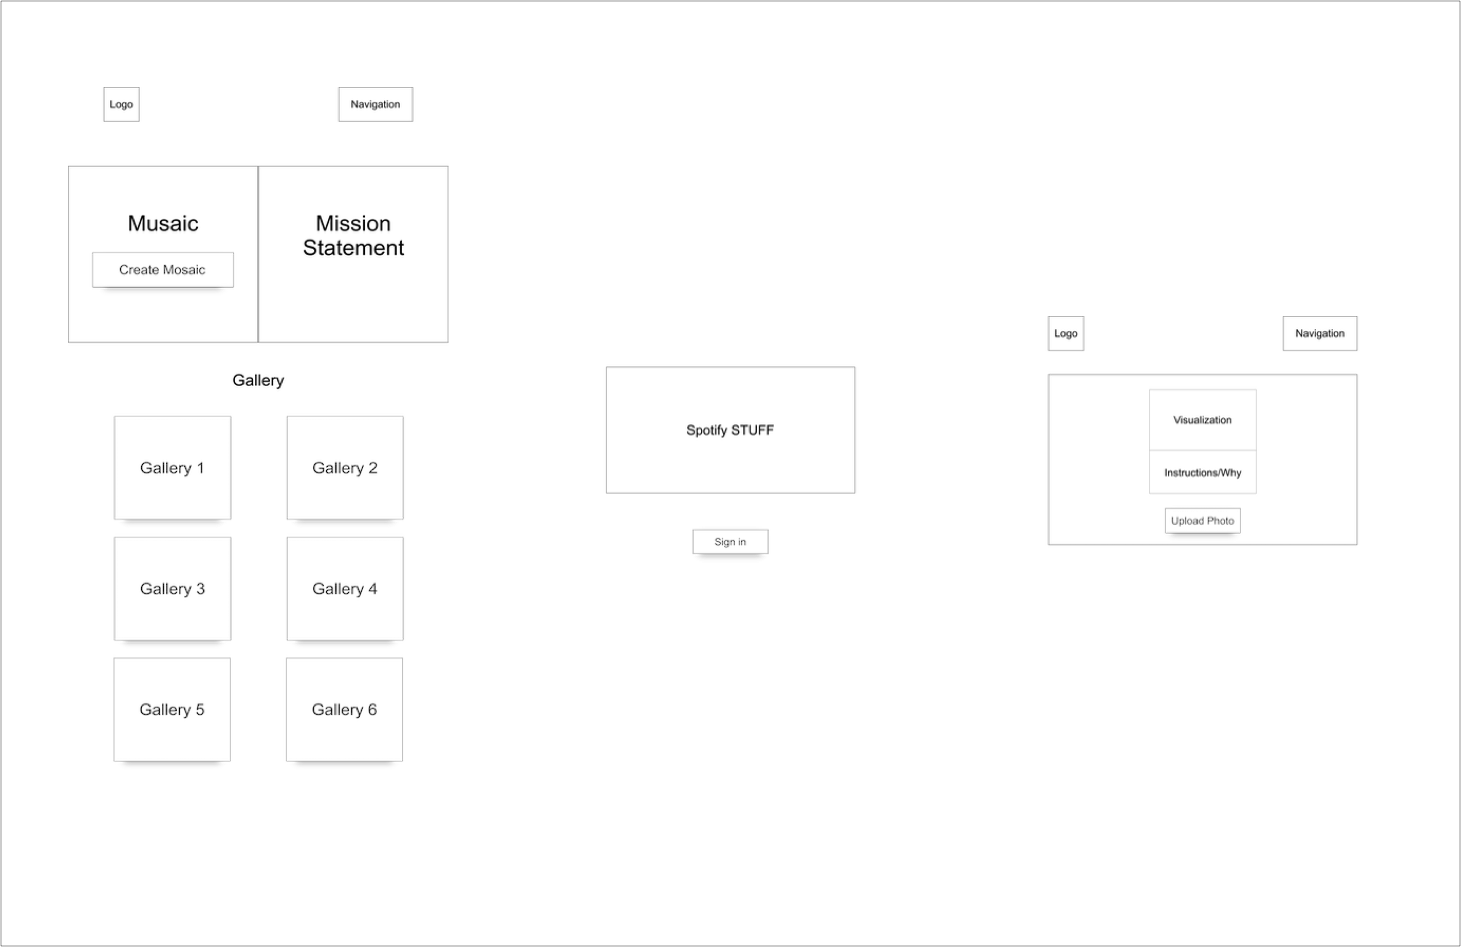 Logo
Navigation
Musaic
Create Mosaic
Mission
Statement
Gallery
Gallery 1
Gallery 2
Gallery 3
Gallery 4
Gallery 5
Gallery 6
Spotify STUFF
Sign in
Logo
Navigation
Visualization
Instructions/Why
Upload Photo